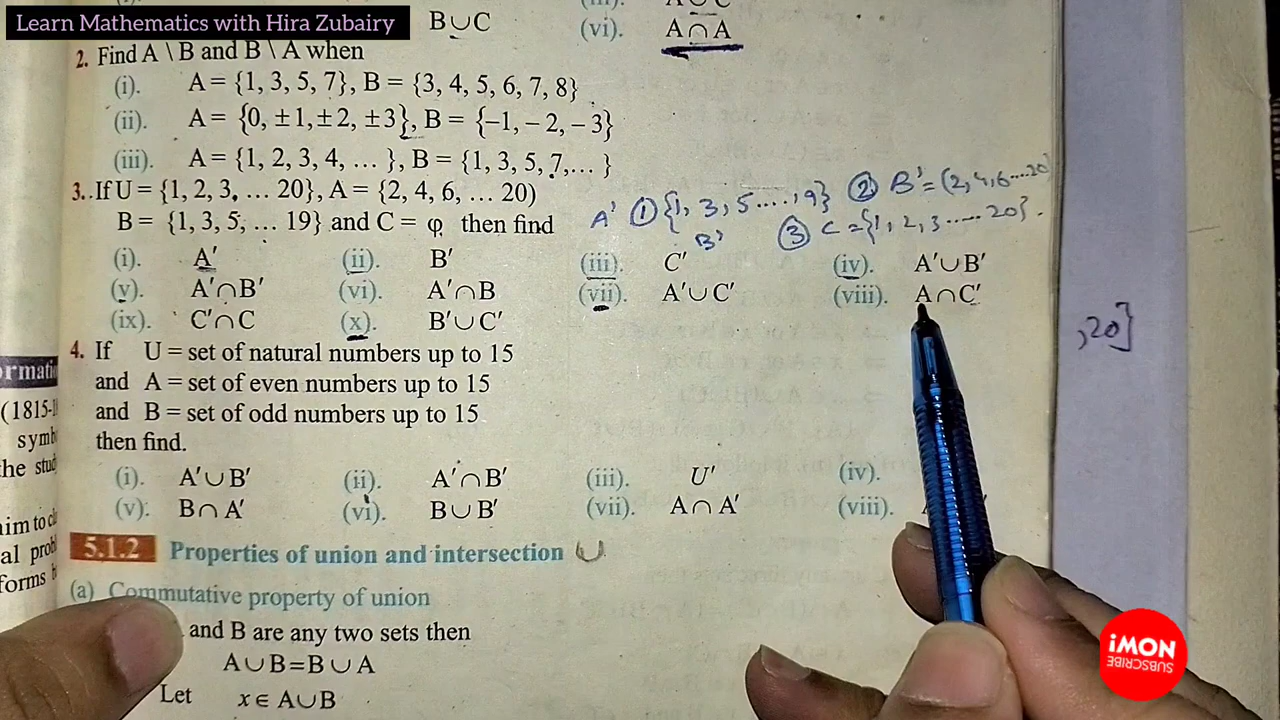 Learn Mathematics with Hira Zubairy
B∪C (vi). A∩A
2. Find A \ B and B \ A when
(i). A = {1, 3, 5, 7}, B = {3, 4, 5, 6, 7, 8}
(ii). A = {0, ±1, ±2, ±3}, B = {−1, −2, −3}
(iii). A = {1, 2, 3, 4, … }, B = {1, 3, 5, 7,… }
3. If U = {1, 2, 3, … 20}, A = {2, 4, 6, … 20)
B = {1, 3, 5, … 19} and C = φ then find
A' ① {1, 3, 5....,19} ② B'=(2,4,6...20}
B' ③ C={1,2,3.....20}.
(i). A′ (ii). B′ (iii). C′ (iv). A′∪B′
(v). A′∩B′ (vi). A′∩B (vii). A′∪C′ (viii). A∩C′
(ix). C′∩C (x). B′∪C′
,20}
4. If U = set of natural numbers up to 15
and A = set of even numbers up to 15
and B = set of odd numbers up to 15
then find.
(i). A′∪B′ (ii). A′∩B′ (iii). U′ (iv).
(v): B∩A′ (vi). B∪B′ (vii). A∩A′ (viii).
5.1.2 Properties of union and intersection ∪
(a) Commutative property of union
and B are any two sets then
A∪B=B∪A
Let x∈A∪B
(1815-1
the stud
iMON
SUBSCRIBE